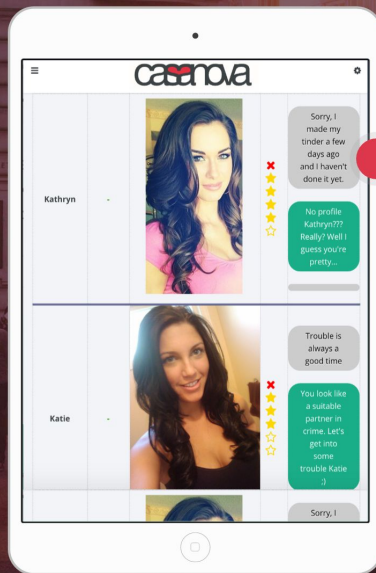 casanova
Kathryn
Sorry, I
made my
tinder a few
days ago
and I haven't
done it yet.
No profile
Kathryn???
Really? Well I
guess you're
pretty...
Katie
Trouble is
always a
good time
You look like
a suitable
partner in
crime. Let's
get into
some
trouble Katie
;)
Sorry, I